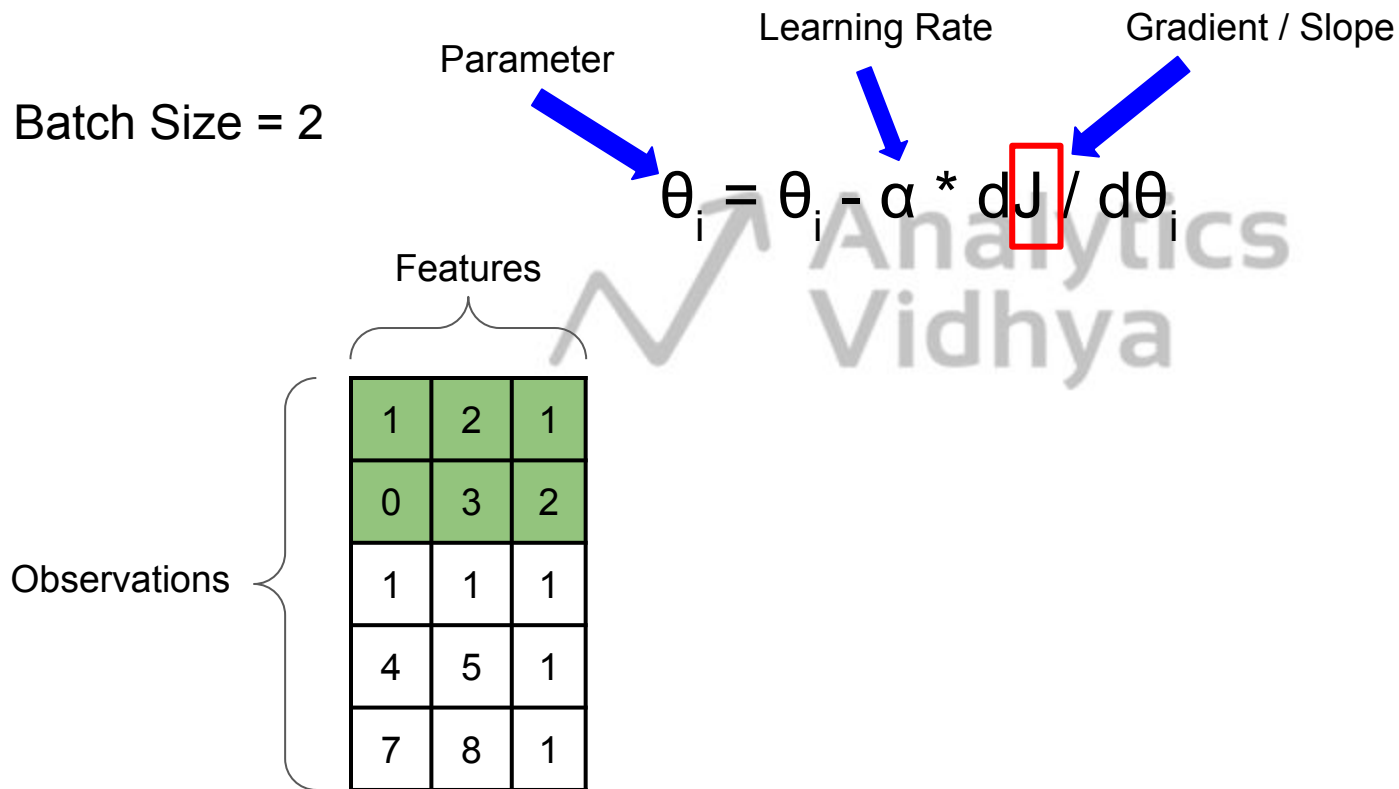 Learning Rate
Gradient / Slope
Parameter
Batch Size = 2
θi = θi - α * dJ / dθi
Analytics
Vidhya
Features
1 2 1
0 3 2
Observations
1 1 1
4 5 1
7 8 1